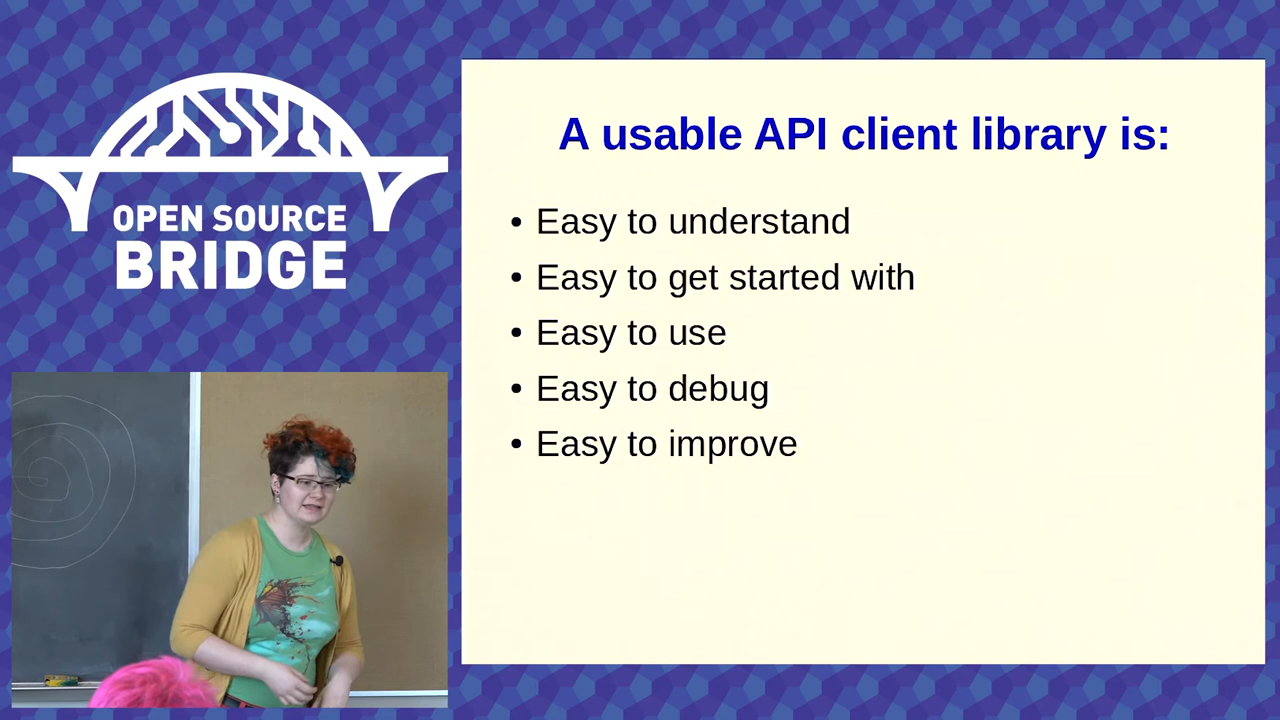 OPEN SOURCE
BRIDGE
A usable API client library is:
• Easy to understand
• Easy to get started with
• Easy to use
• Easy to debug
• Easy to improve